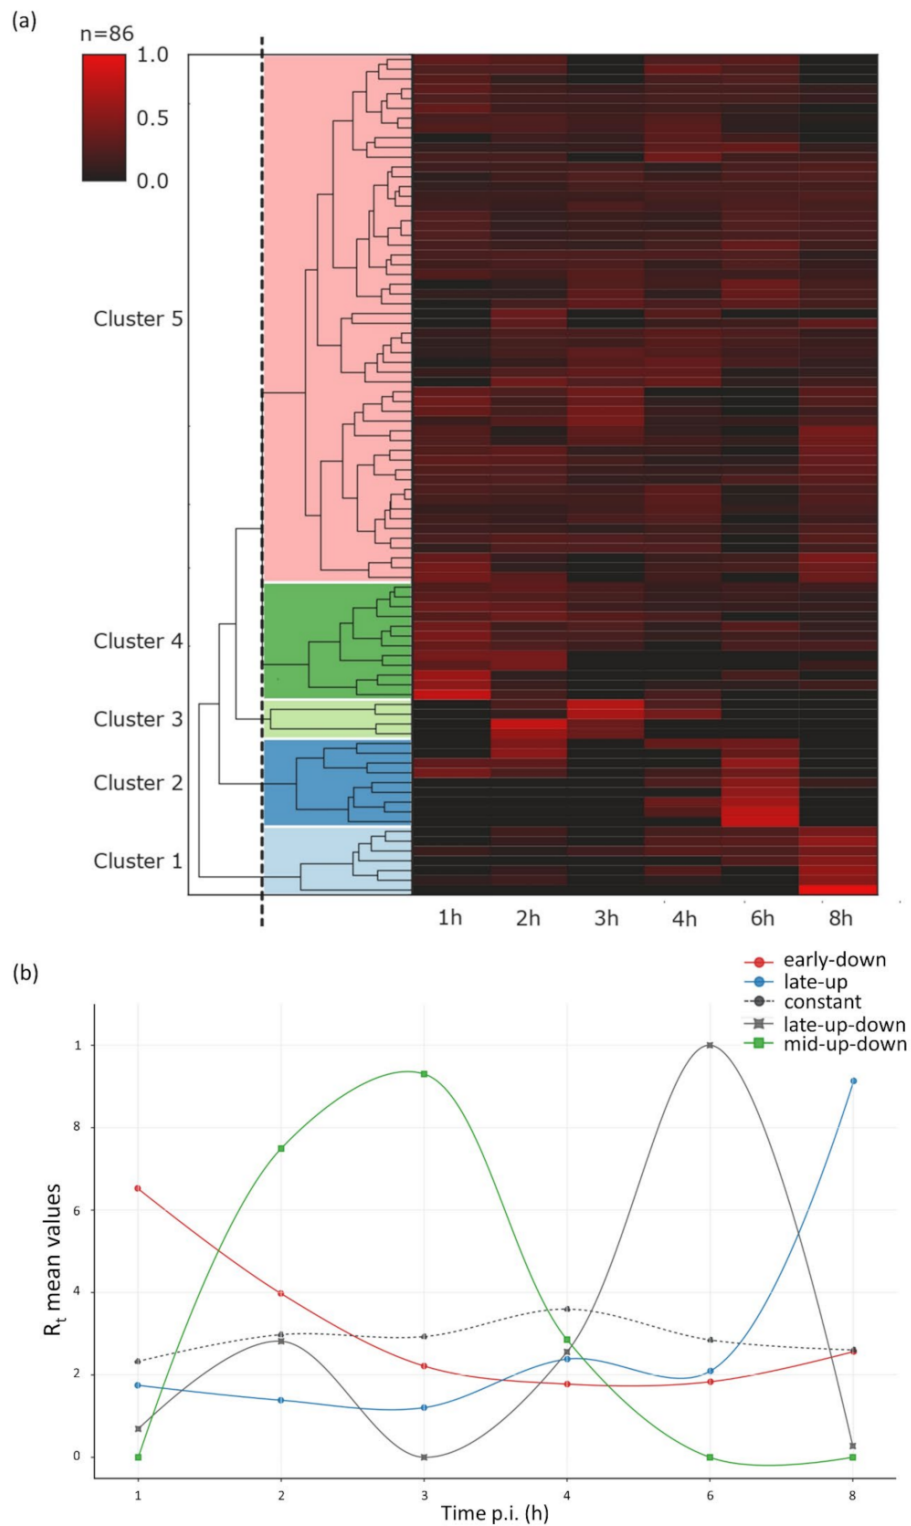 (a)
n=86
1.0
0.5
0.0
Cluster 5
Cluster 4
Cluster 3
Cluster 2
Cluster 1
1h 2h 3h 4h 6h 8h
(b)
early-down
late-up
constant
late-up-down
mid-up-down
1
8
6
4
2
0
Rt mean values
1 2 3 4 6 8
Time p.i. (h)